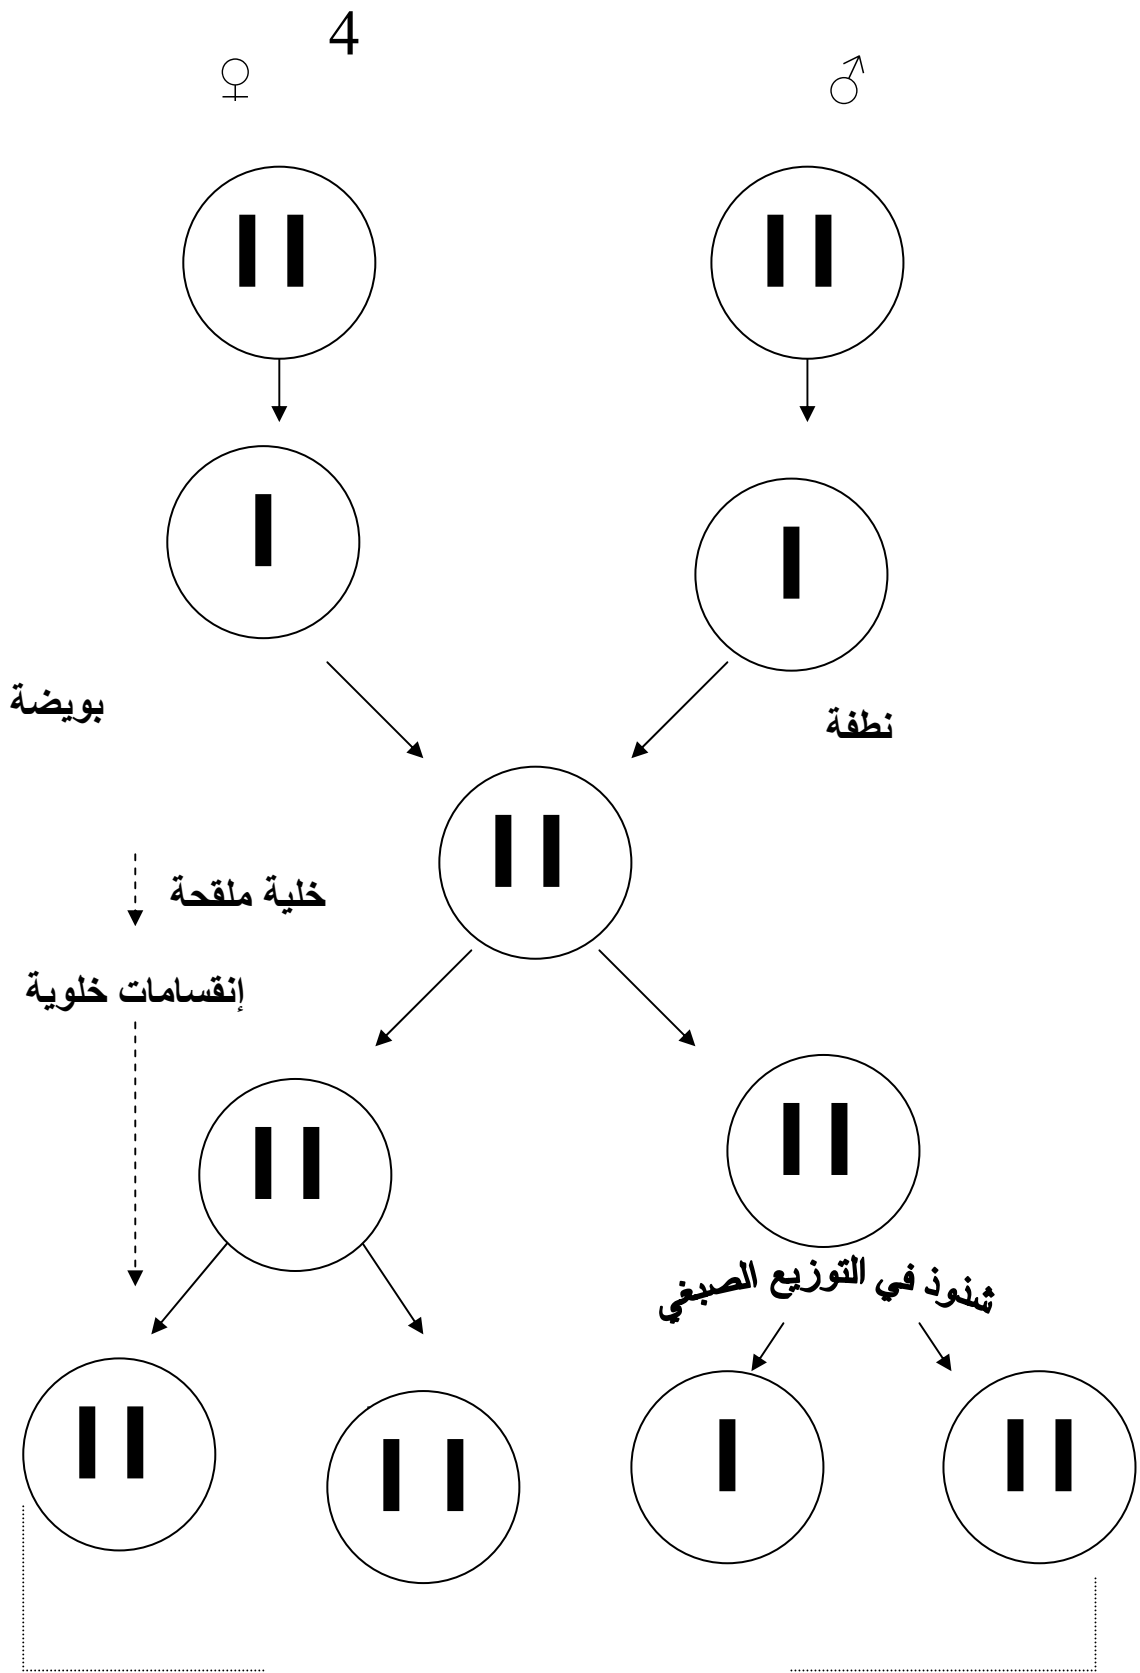 4
♀ ♂
بويضة
نطفة
خلية ملقحة
إنقسامات خلوية
شذوذ في التوزيع الصبغي